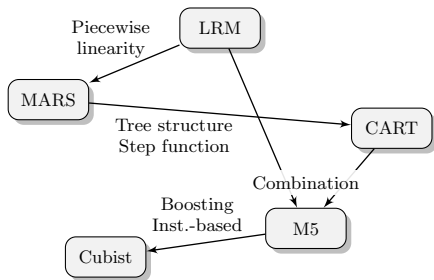 LRM
Piecewise
linearity
MARS
Tree structure
Step function
CART
Combination
Boosting
Inst.-based
M5
Cubist